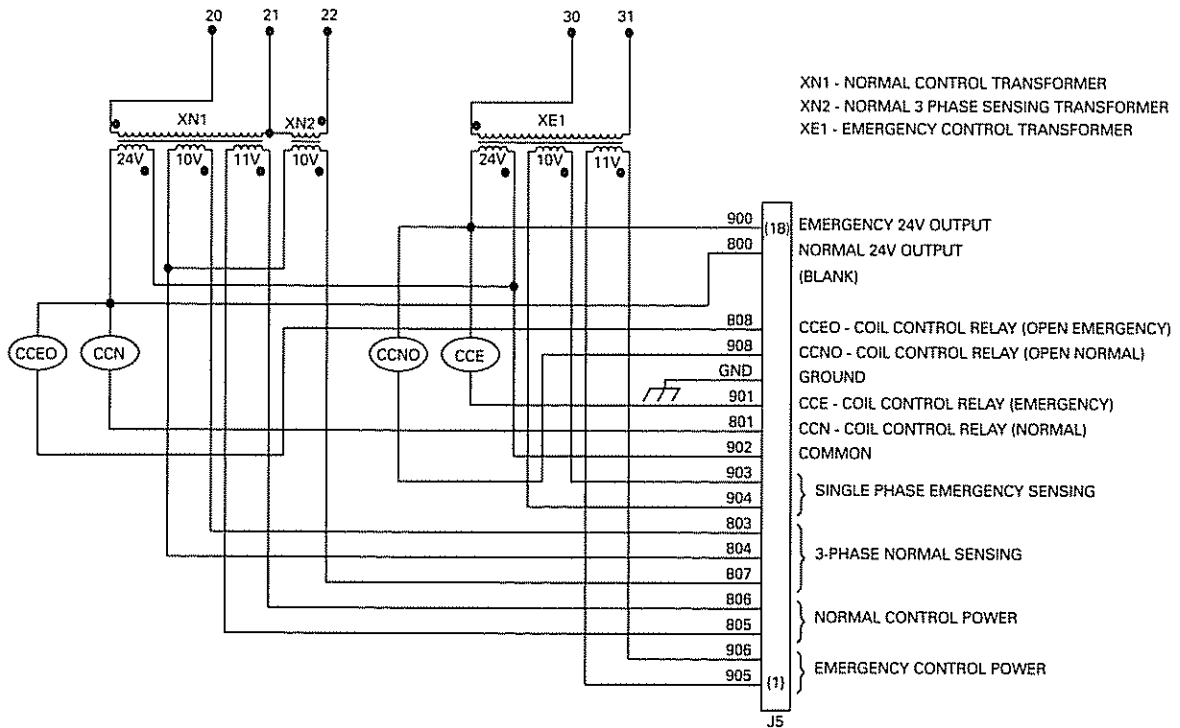 20 21 22 30 31
XN1 - NORMAL CONTROL TRANSFORMER
XN2 - NORMAL 3 PHASE SENSING TRANSFORMER
XE1 - EMERGENCY CONTROL TRANSFORMER
XN1 XN2 XE1
24V 10V 11V 10V 24V 10V 11V
900 (18) EMERGENCY 24V OUTPUT
800 NORMAL 24V OUTPUT
(BLANK)
808 CCEO - COIL CONTROL RELAY (OPEN EMERGENCY)
CCEO CCN CCNO CCE
908 CCNO - COIL CONTROL RELAY (OPEN NORMAL)
GND GROUND
901 CCE - COIL CONTROL RELAY (EMERGENCY)
801 CCN - COIL CONTROL RELAY (NORMAL)
902 COMMON
903
SINGLE PHASE EMERGENCY SENSING
904
803
804 3-PHASE NORMAL SENSING
807
806
NORMAL CONTROL POWER
805
906
EMERGENCY CONTROL POWER
905 (1)
J5